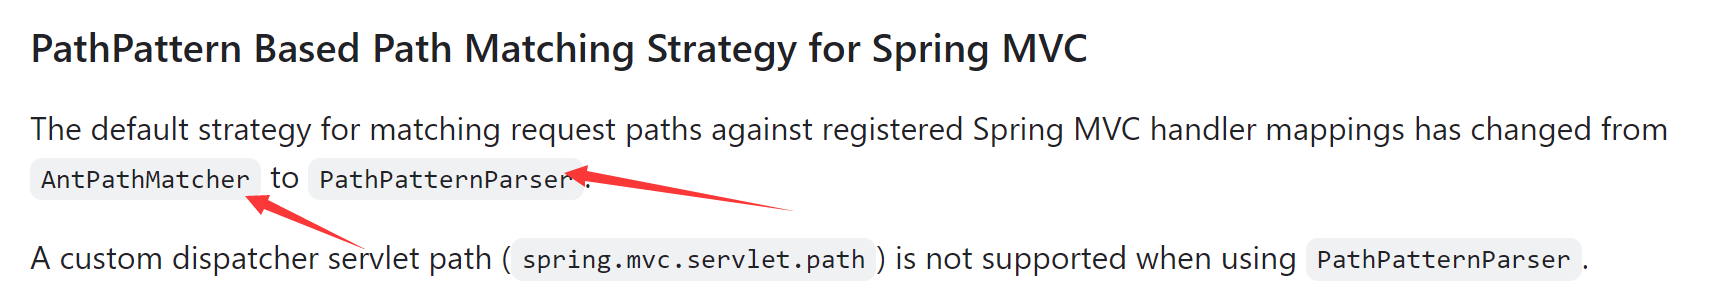 PathPattern Based Path Matching Strategy for Spring MVC
The default strategy for matching request paths against registered Spring MVC handler mappings has changed from
AntPathMatcher to PathPatternParser.
A custom dispatcher servlet path (spring.mvc.servlet.path) is not supported when using PathPatternParser.